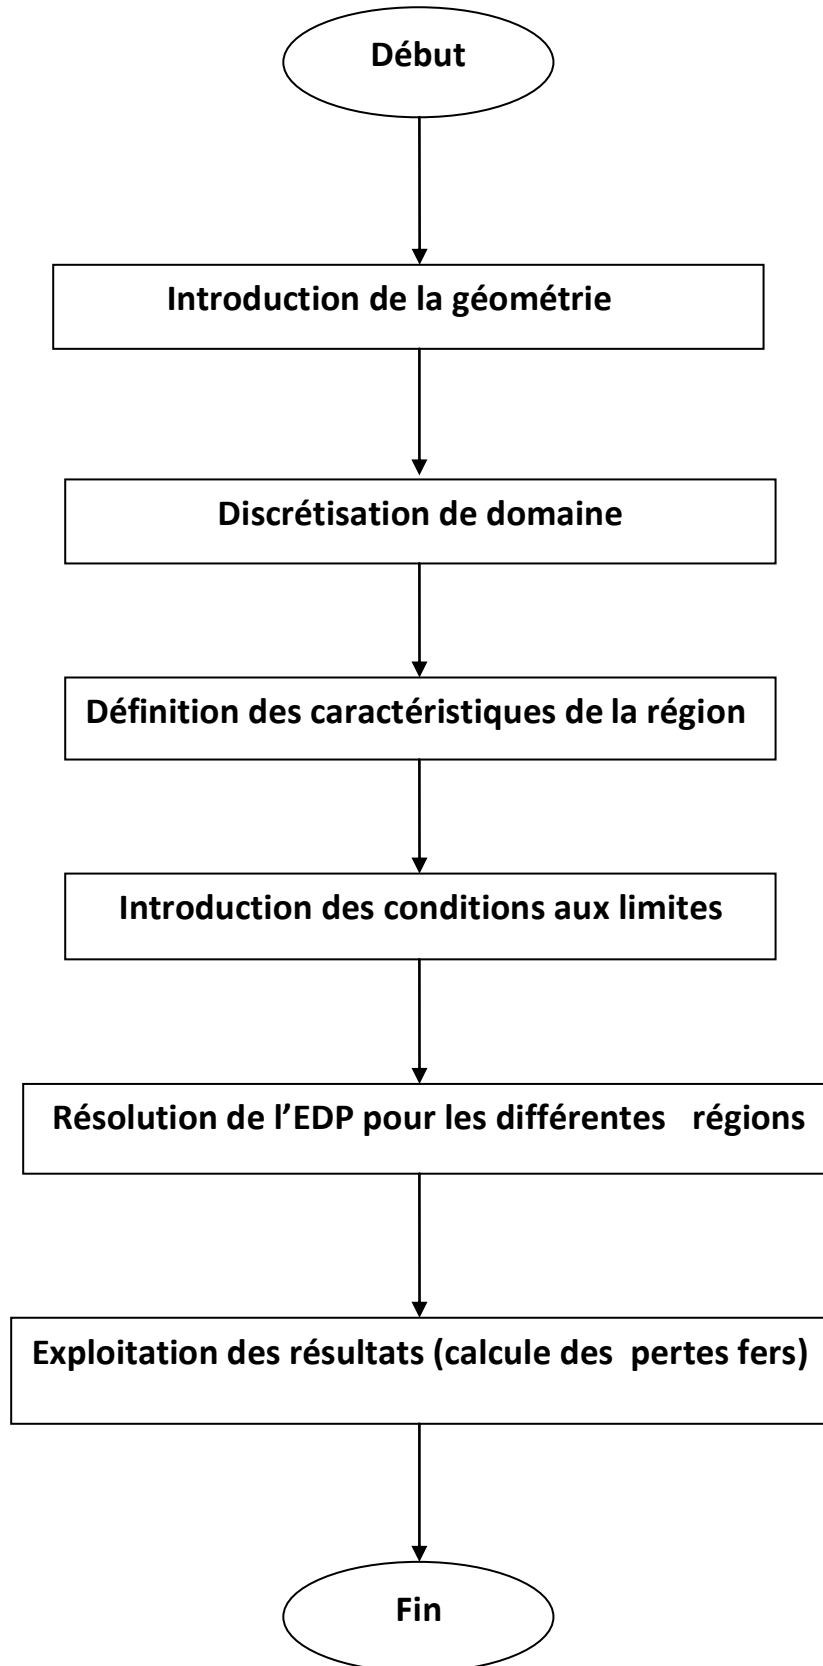 Début
Introduction de la géométrie
Discrétisation de domaine
Définition des caractéristiques de la région
Introduction des conditions aux limites
Résolution de l’EDP pour les différentes régions
Exploitation des résultats (calcule des pertes fers)
Fin